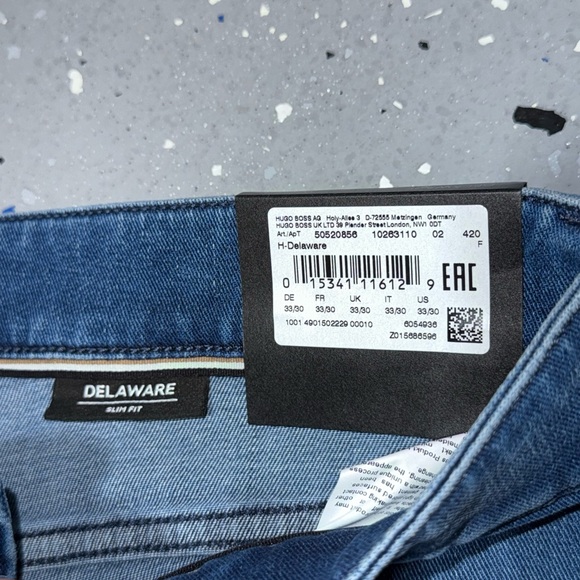 HUGO BOSS AG Holy-Allee 3 D-72555 Metzingen Germany
HUGO BOSS UK LTD 39 Plender Street London, NW1 0DT
Art./ApT 50520856 10263110 02 420
H-Delaware F
0 15341 11612 9 EAC
DE FR UK IT US
33/30 33/30 33/30 33/30 33/30
1001 4901502229 00010 6054936
Z015686596
DELAWARE
SLIM FIT